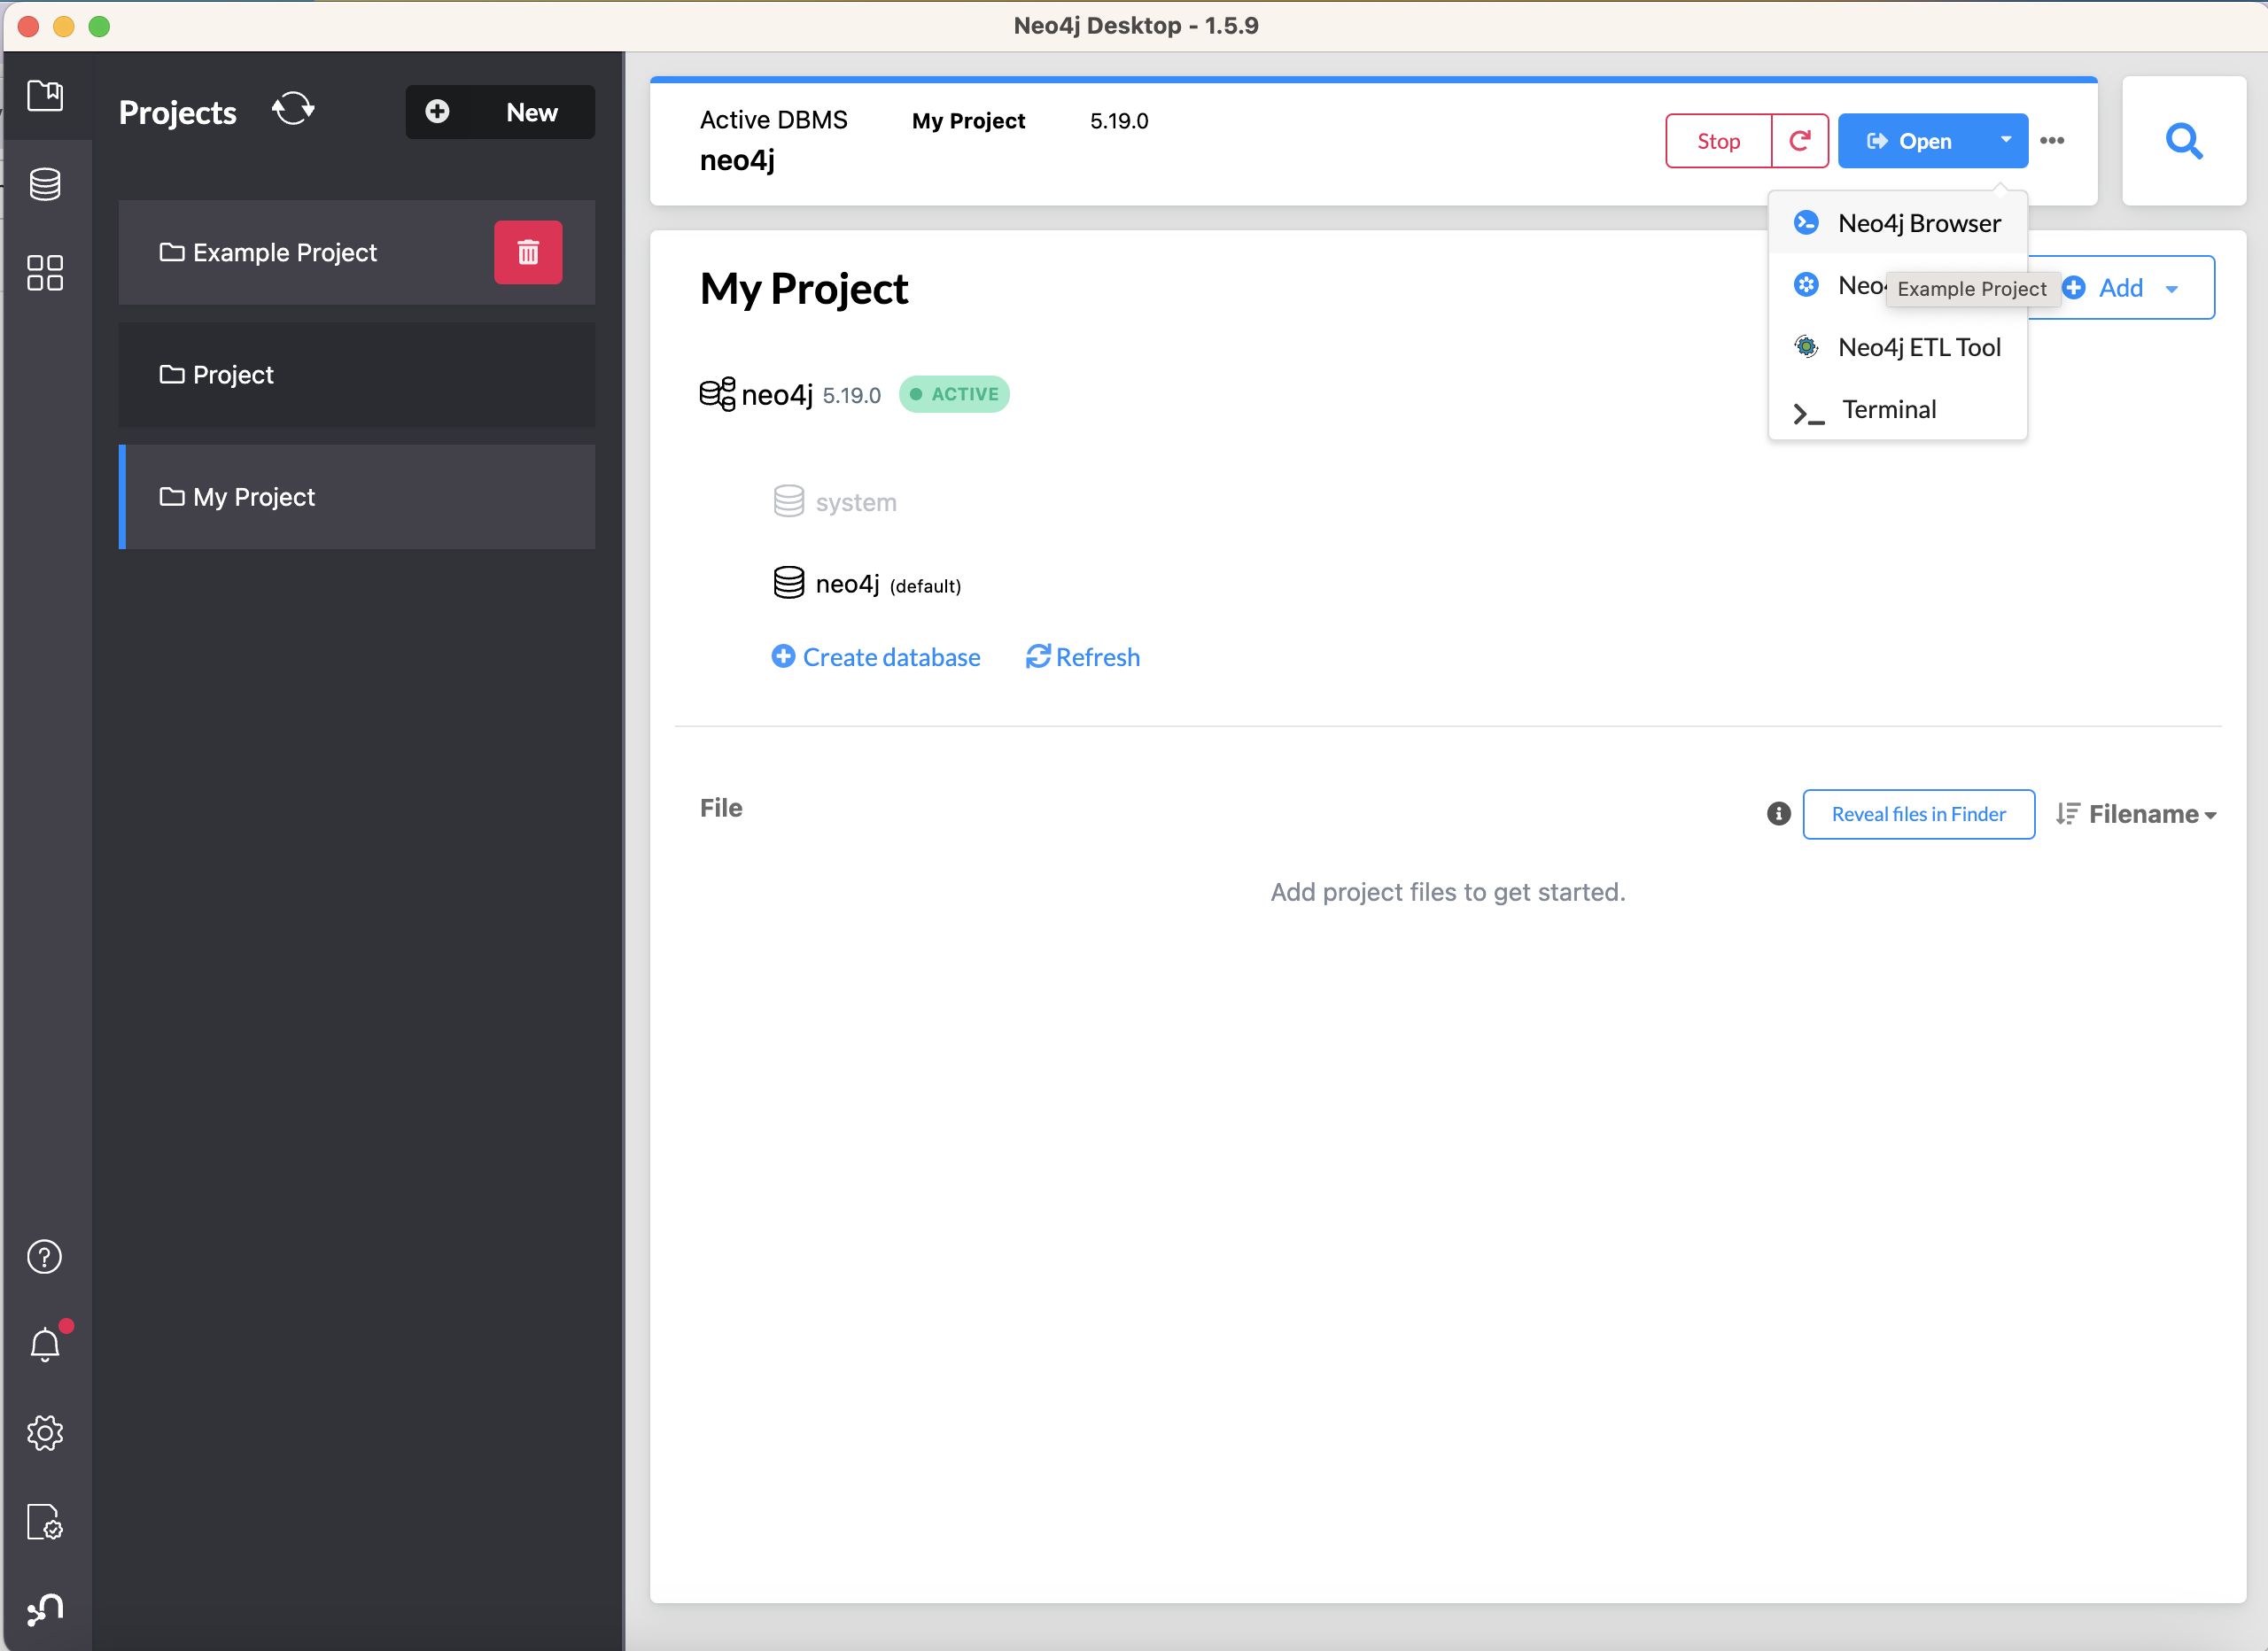 Neo4j Desktop - 1.5.9
Projects
New
Example Project
Project
My Project
Active DBMS
My Project
5.19.0
neo4j
Stop
Open
Neo4j Browser
Neo4
Example Project
Neo4j ETL Tool
Terminal
Add
My Project
neo4j 5.19.0 ACTIVE
system
neo4j (default)
Create database
Refresh
File
Reveal files in Finder
Filename
Add project files to get started.